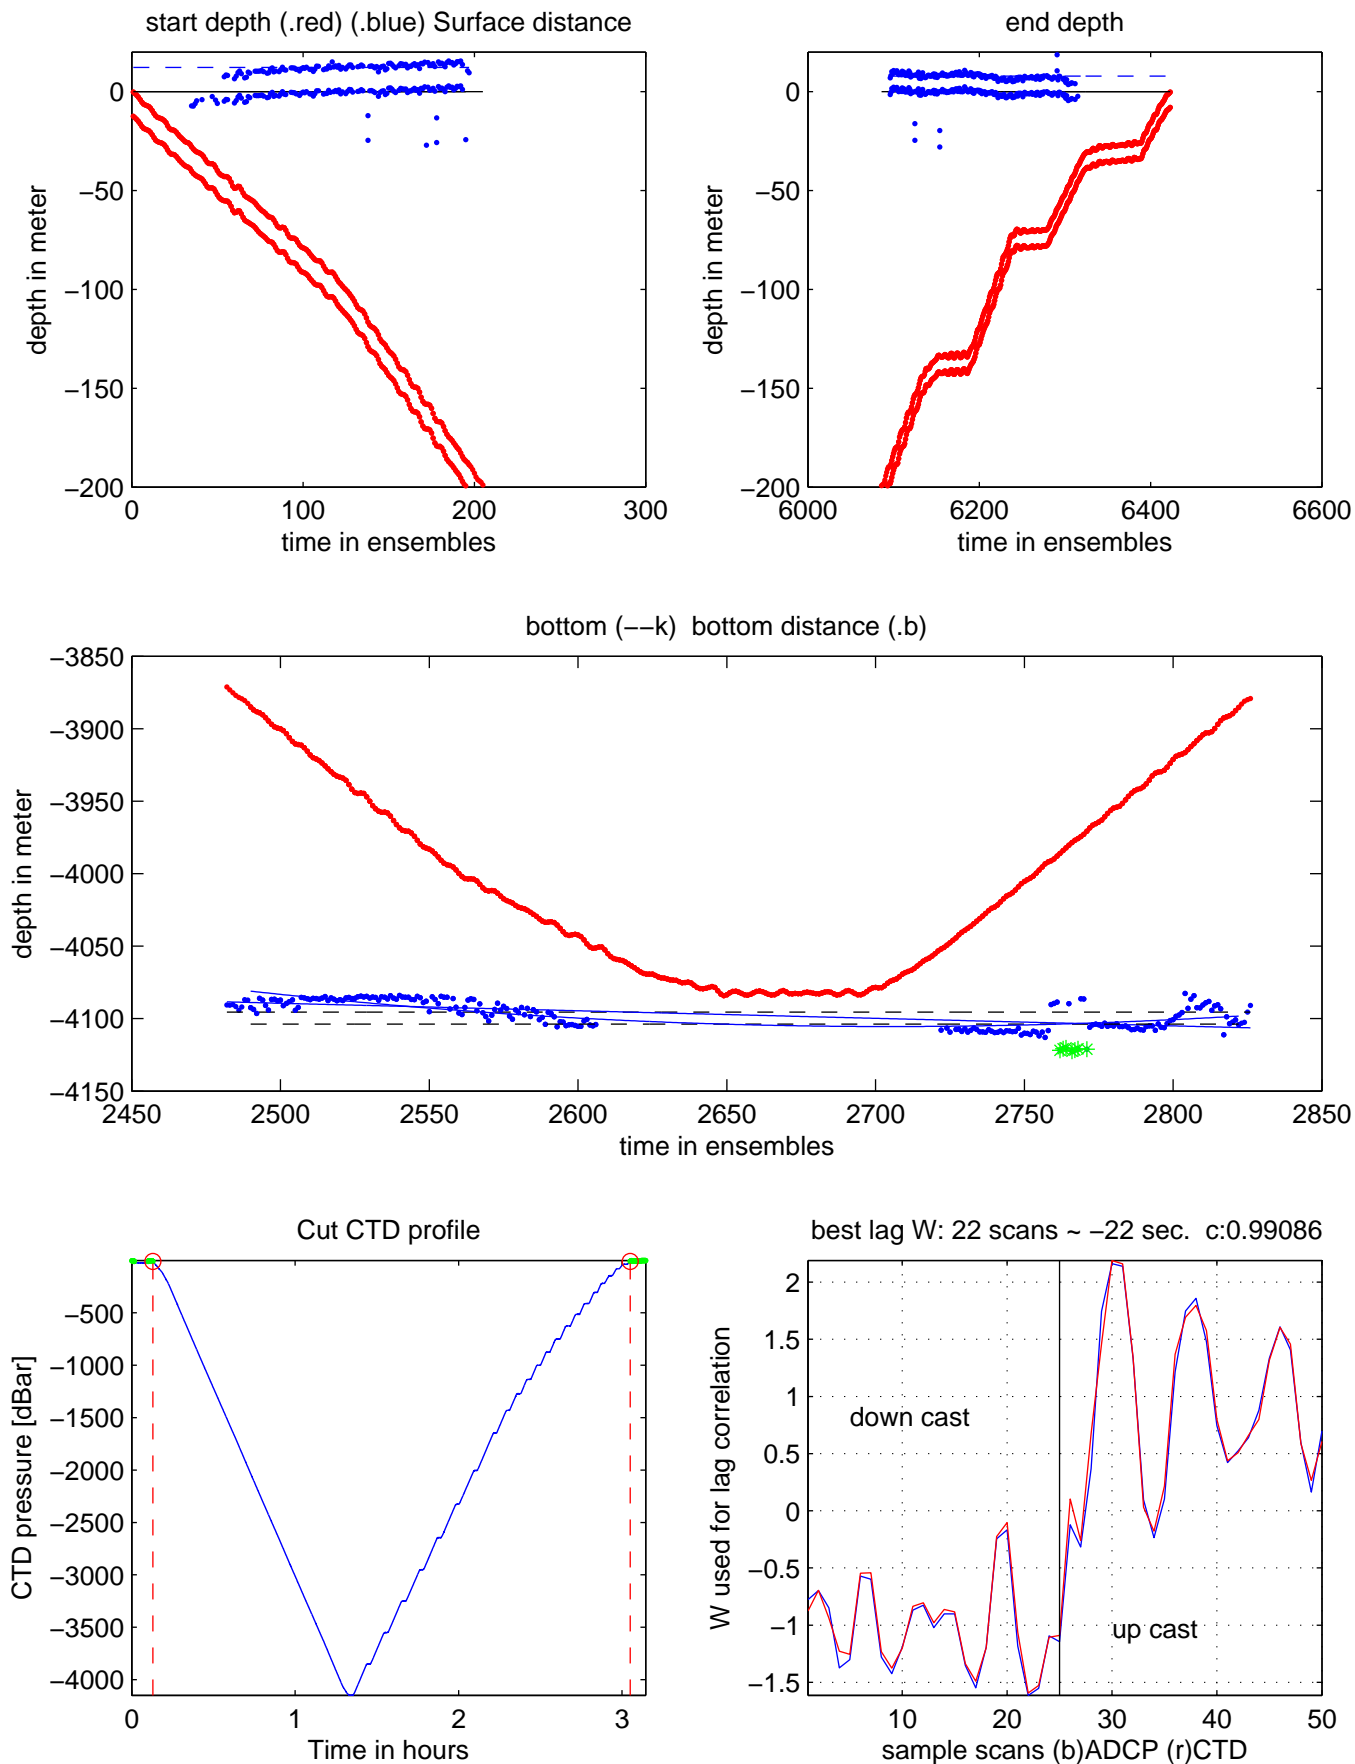 start depth (.red) (.blue) Surface distance
end depth
0
−50
−100
−150
−200
depth in meter
0 100 200 300
time in ensembles
0
−50
−100
−150
−200
depth in meter
6000 6200 6400 6600
time in ensembles
bottom (−−k)  bottom distance (.b)
−3850
−3900
−3950
−4000
−4050
−4100
−4150
depth in meter
2450 2500 2550 2600 2650 2700 2750 2800 2850
time in ensembles
Cut CTD profile
−500
−1000
−1500
−2000
−2500
−3000
−3500
−4000
CTD pressure [dBar]
0 1 2 3
Time in hours
best lag W: 22 scans ~ −22 sec.  c:0.99086
2
1.5
1
0.5
0
−0.5
−1
−1.5
W used for lag correlation
down cast
up cast
10 20 30 40 50
sample scans (b)ADCP (r)CTD